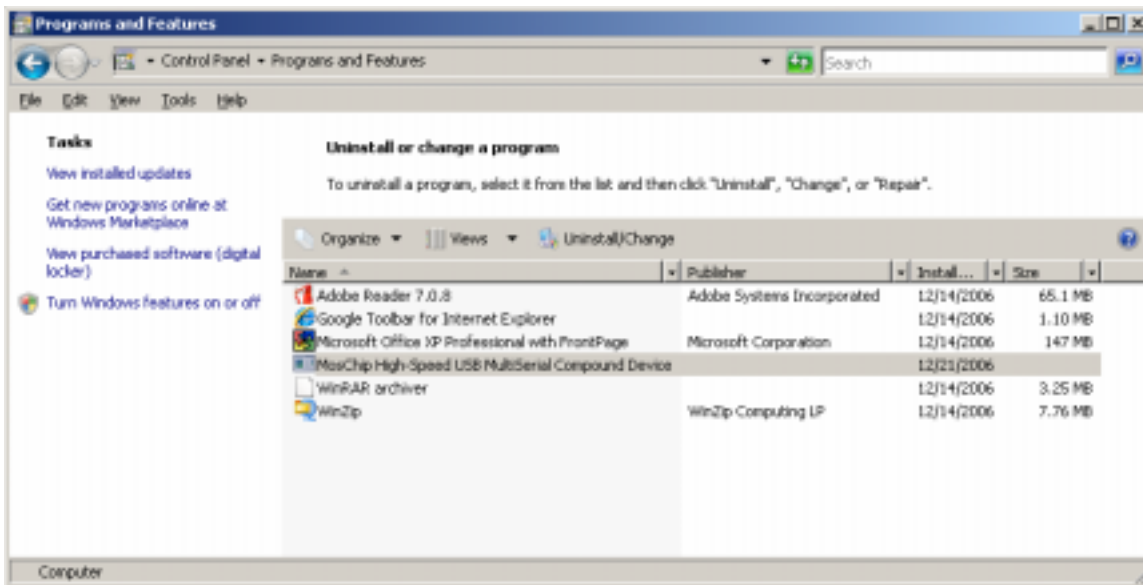 Programs and Features
Control Panel
Programs and Features
Search
File Edit View Tools Help
Tasks
View installed updates
Get new programs online at
Windows Marketplace
View purchased software (digital
locker)
Turn Windows features on or off
Uninstall or change a program
To uninstall a program, select it from the list and then click "Uninstall", "Change", or "Repair".
Organize Views Uninstall/Change
Name Publisher Install... Size
Adobe Reader 7.0.8 Adobe Systems Incorporated 12/14/2006 65.1 MB
Google Toolbar for Internet Explorer 12/14/2006 1.10 MB
Microsoft Office XP Professional with FrontPage Microsoft Corporation 12/14/2006 147 MB
MosChip High-Speed USB MultiSerial Compound Device 12/21/2006
WinRAR archiver 12/14/2006 3.25 MB
WinZip WinZip Computing LP 12/14/2006 7.76 MB
Computer